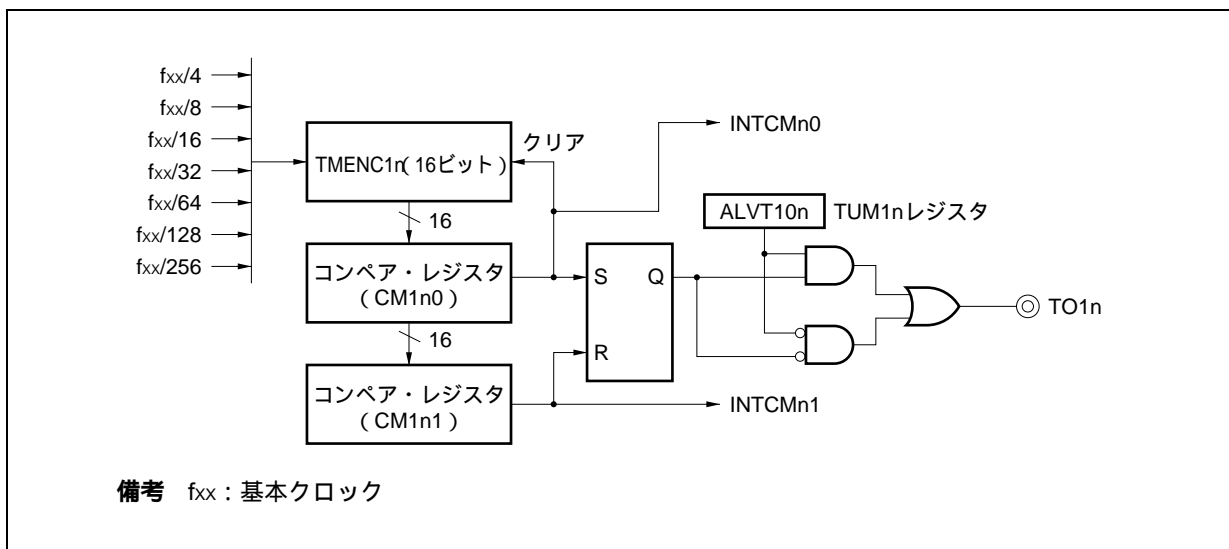 fxx/4
fxx/8
fxx/16
fxx/32
fxx/64
fxx/128
fxx/256
TMENC1n(16ビット)
クリア
INTCMn0
16
ALVT10n
TUM1nレジスタ
コンペア・レジスタ
(CM1n0)
S
Q
R
TO1n
16
コンペア・レジスタ
(CM1n1)
INTCMn1
備考 fxx：基本クロック